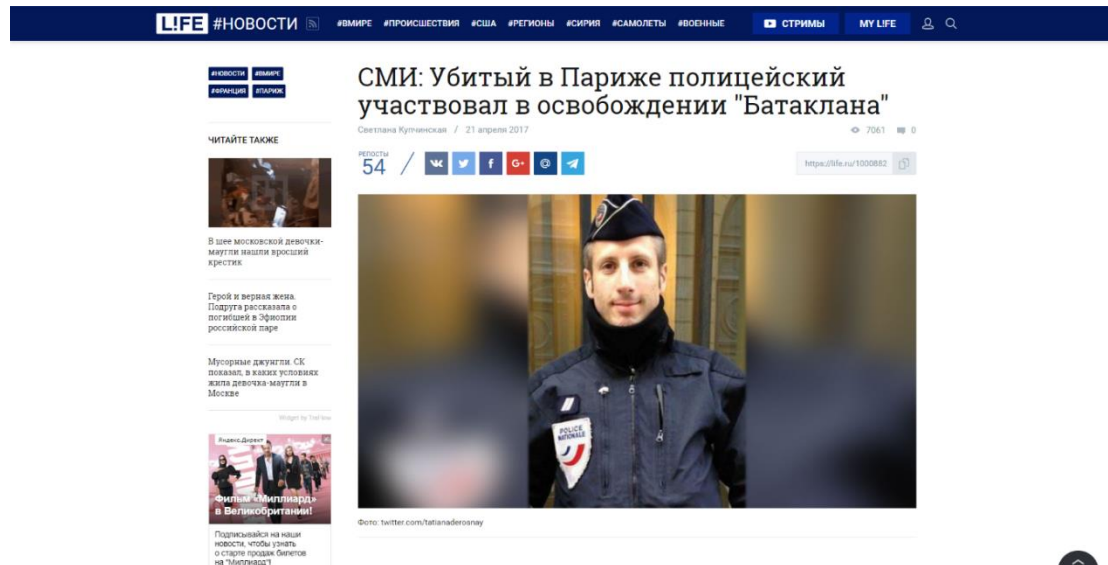 L!FE #НОВОСТИ #ВМИРЕ #ПРОИСШЕСТВИЯ #США #РЕГИОНЫ #СИРИЯ #САМОЛЕТЫ #ВОЕННЫЕ СТРИМЫ MY L!FE
#НОВОСТИ #ВМИРЕ
#ФРАНЦИЯ #ПАРИЖ
СМИ: Убитый в Париже полицейский
участвовал в освобождении "Батаклана"
Светлана Купчинская / 21 апреля 2017 7061 0
РЕПОСТЫ
54
https://life.ru/1000882
ЧИТАЙТЕ ТАКЖЕ
В шее московской девочки-
маугли нашли вросший
крестик
Герой и верная жена.
Подруга рассказала о
погибшей в Эфиопии
российской паре
Мусорные джунгли. СК
показал, в каких условиях
жила девочка-маугли в
Москве
Widget by
Яндекс.Директ
Фильм «Миллиард»
в Великобритании!
Подписывайся на наши
новости, чтобы узнать
о старте продаж билетов
на "Миллиард"!
POLICE
NATIONALE
Фото: twitter.com/tatianaderosnay